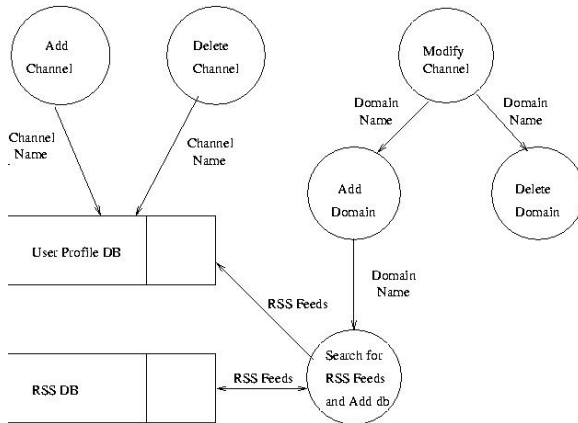 Add
Channel
Delete
Channel
Modify
Channel
Channel
Name
Channel
Name
Domain
Name
Domain
Name
Add
Domain
Delete
Domain
User Profile DB
Domain
Name
RSS Feeds
RSS DB
RSS Feeds
Search for
RSS Feeds
and Add db